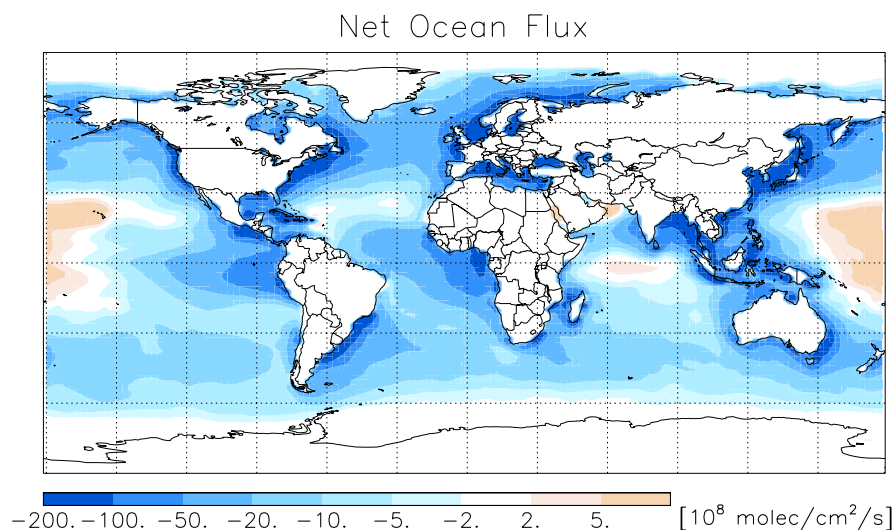 Net Ocean Flux
−200. −100. −50. −20. −10. −5. −2. 2. 5. [10⁸ molec/cm²/s]